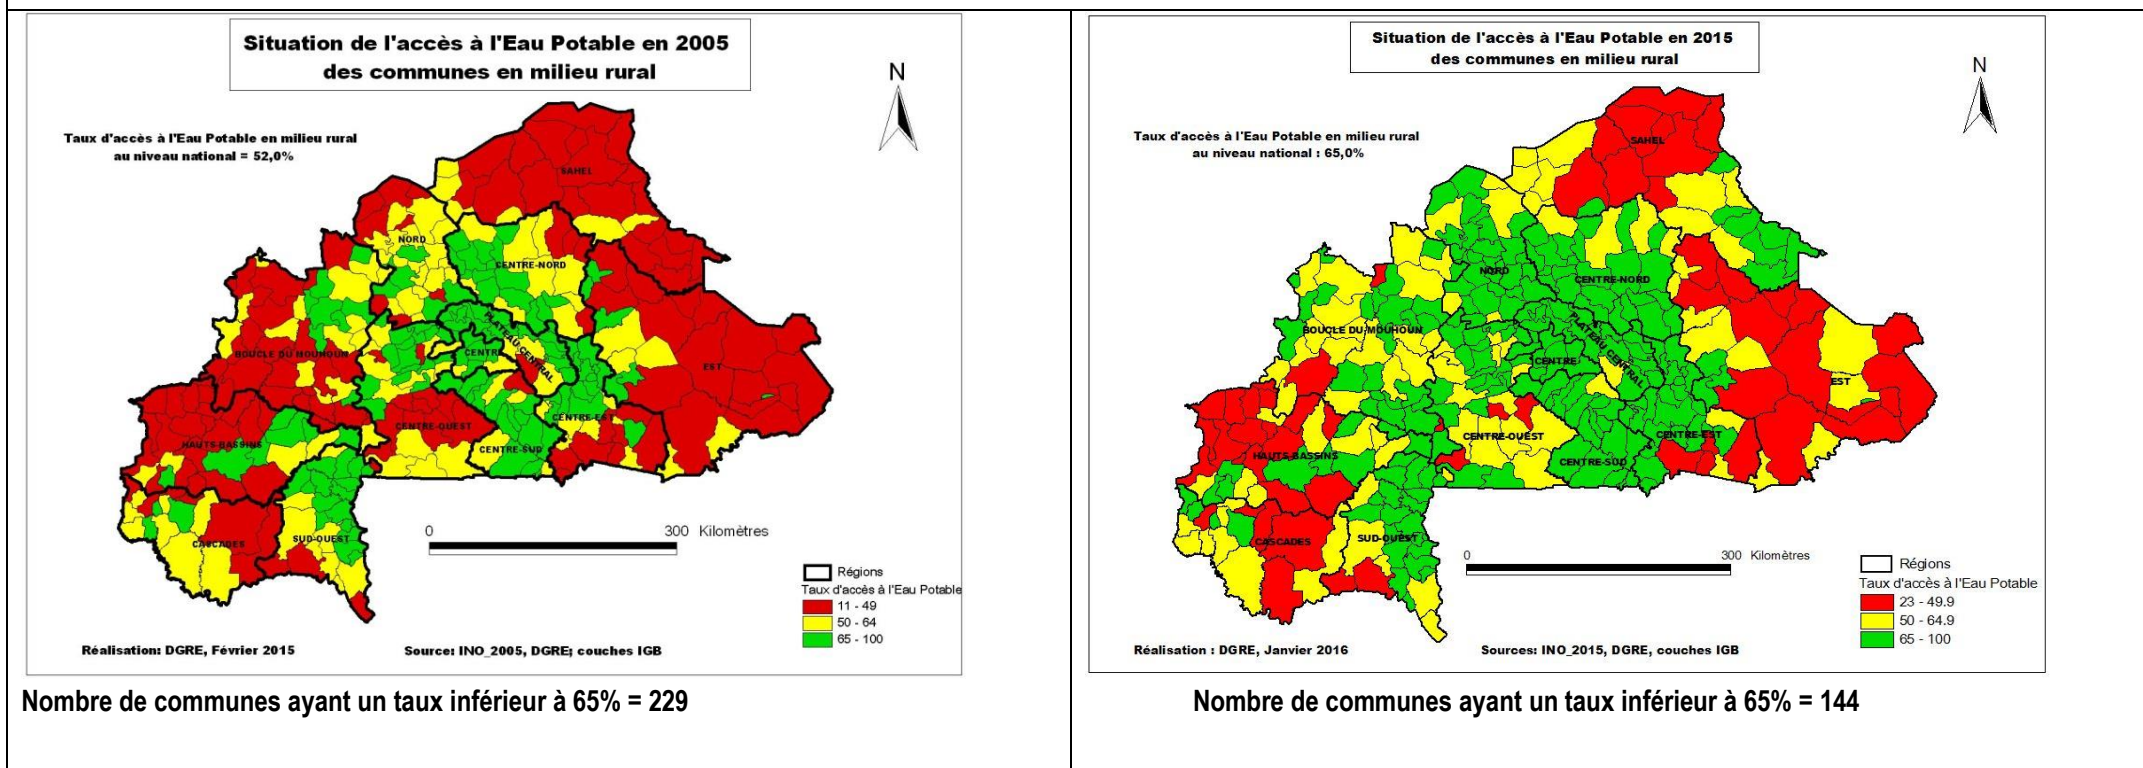 Situation de l'accès à l'Eau Potable en 2005
des communes en milieu rural
N
Taux d'accès à l'Eau Potable en milieu rural
au niveau national = 52,0%
SAHEL
NORD
CENTRE-NORD
PLATEAU CENTRAL
BOUCLE DU MOUHOUN
CENTRE
EST
HAUTS-BASSINS
CENTRE-OUEST
CENTRE-EST
CENTRE-SUD
CASCADES
SUD-OUEST
0 300 Kilomètres
Régions
Taux d'accès à l'Eau Potable
11 - 49
50 - 64
65 - 100
Réalisation: DGRE, Février 2015
Source: INO_2005, DGRE; couches IGB
Nombre de communes ayant un taux inférieur à 65% = 229
Situation de l'accès à l'Eau Potable en 2015
des communes en milieu rural
N
Taux d'accès à l'Eau Potable en milieu rural
au niveau national : 65,0%
SAHEL
NORD
CENTRE-NORD
PLATEAU CENTRAL
BOUCLE DU MOUHOUN
CENTRE
EST
CENTRE-OUEST
CENTRE-EST
HAUTS-BASSINS
CENTRE-SUD
CASCADES
SUD-OUEST
0 300 Kilomètres
Régions
Taux d'accès à l'Eau Potable
23 - 49.9
50 - 64.9
65 - 100
Réalisation : DGRE, Janvier 2016
Sources: INO_2015, DGRE, couches IGB
Nombre de communes ayant un taux inférieur à 65% = 144